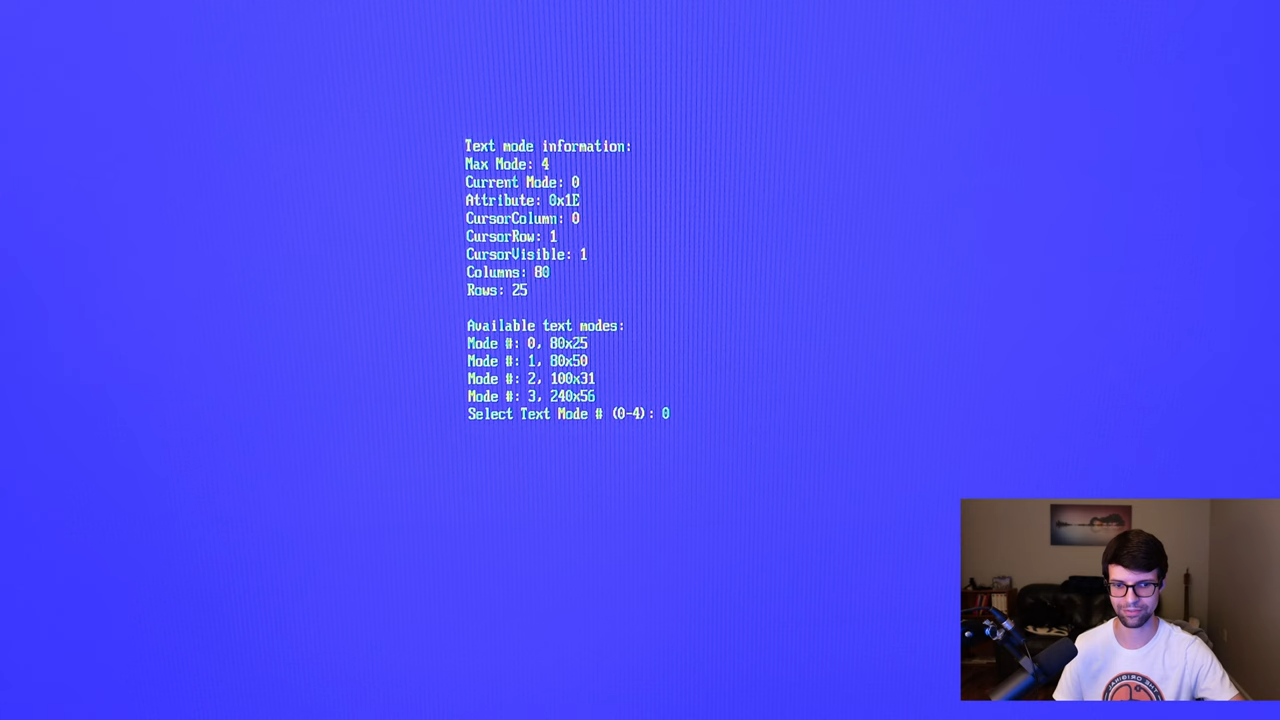 Text mode information:
Max Mode: 4
Current Mode: 0
Attribute: 0x1E
CursorColumn: 0
CursorRow: 1
CursorVisible: 1
Columns: 80
Rows: 25
Available text modes:
Mode #: 0, 80x25
Mode #: 1, 80x50
Mode #: 2, 100x31
Mode #: 3, 240x56
Select Text Mode # (0-4): 0
THE ORIGINAL